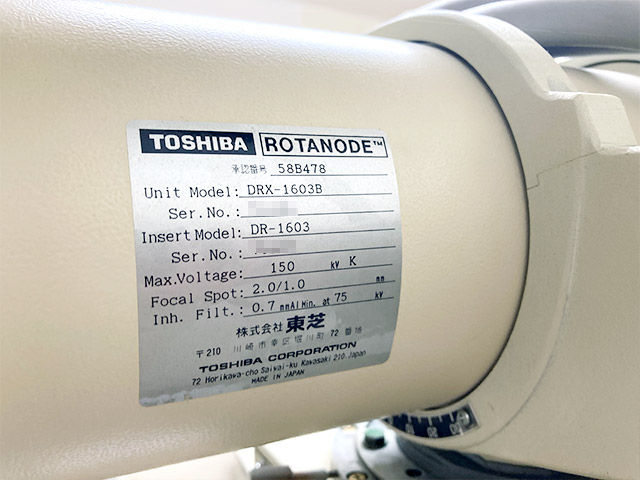 TOSHIBA ROTANODE™
承認番号 58B478
Unit Model: DRX-1603B
Ser. No.:
Insert Model: DR-1603
Ser. No.:
Max. Voltage: 150 kV K
Focal Spot: 2.0/1.0 mm
Inh. Filt.: 0.7 mmAl Min. at 75 kV
株式会社 東芝
〒210 川崎市幸区堀川町 72 番地
TOSHIBA CORPORATION
72 Horikawa-cho Saiwai-ku Kawasaki 210, Japan
MADE IN JAPAN